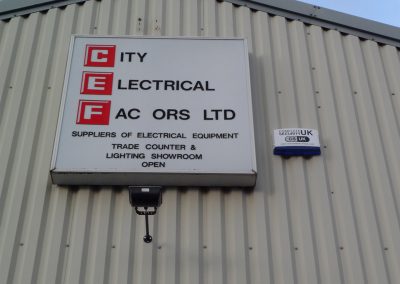 CITY
ELECTRICAL
FAC ORS LTD
SUPPLIERS OF ELECTRICAL EQUIPMENT
TRADE COUNTER &
LIGHTING SHOWROOM
OPEN
UK